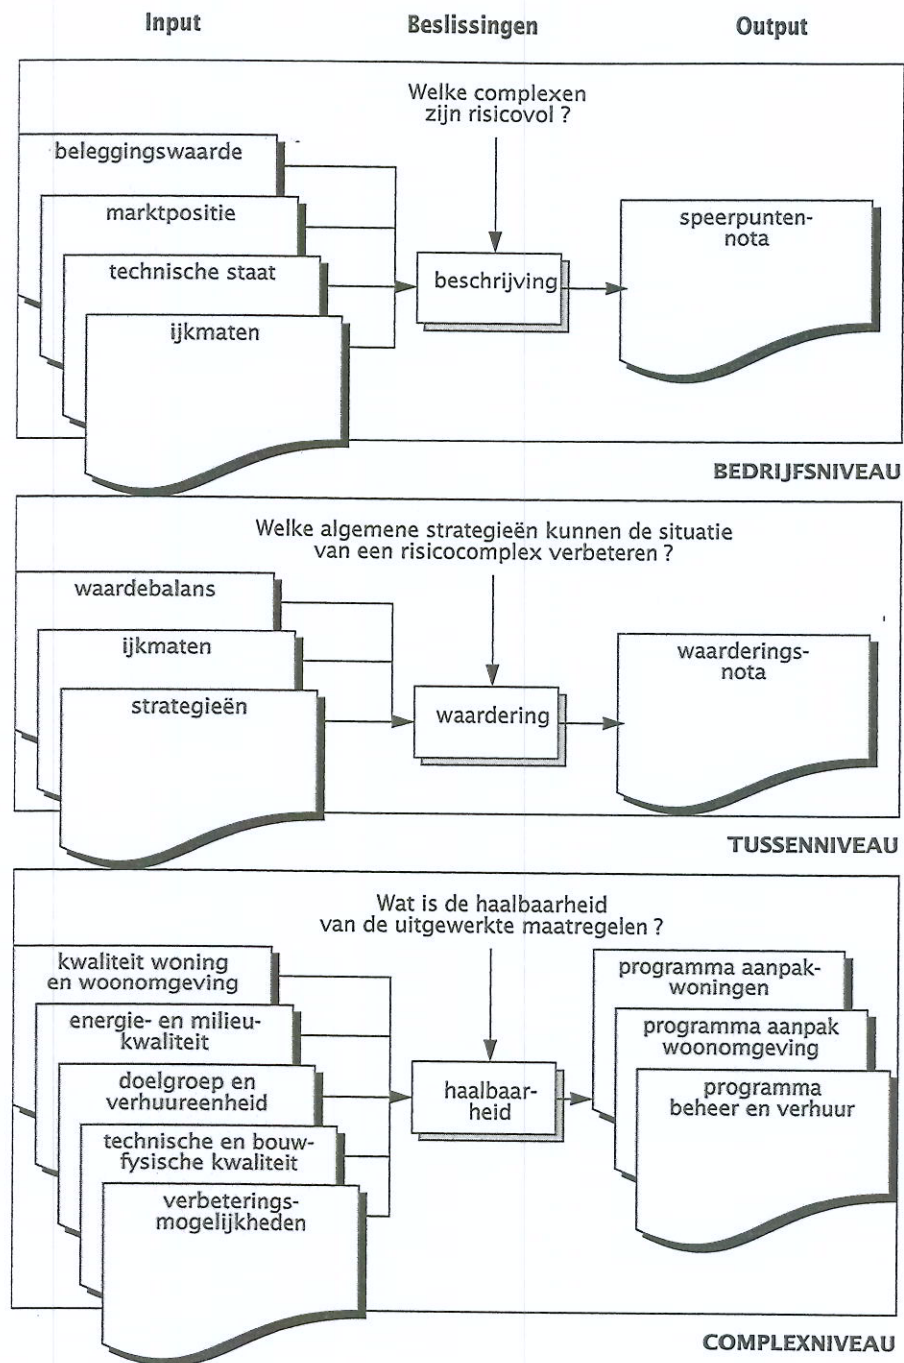 Input Beslissingen Output
Welke complexen
zijn risicovol ?
beleggingswaarde
marktpositie
technische staat
ijkmaten
beschrijving
speerpunten-
nota
BEDRIJFSNIVEAU
Welke algemene strategieën kunnen de situatie
van een risicocomplex verbeteren ?
waardebalans
ijkmaten
strategieën
waardering
waarderings-
nota
TUSSENNIVEAU
Wat is de haalbaarheid
van de uitgewerkte maatregelen ?
kwaliteit woning
en woonomgeving
energie- en milieu-
kwaliteit
doelgroep en
verhuureenheid
technische en bouw-
fysische kwaliteit
verbeterings-
mogelijkheden
haalbaar-
heid
programma aanpak-
woningen
programma aanpak
woonomgeving
programma
beheer en verhuur
COMPLEXNIVEAU